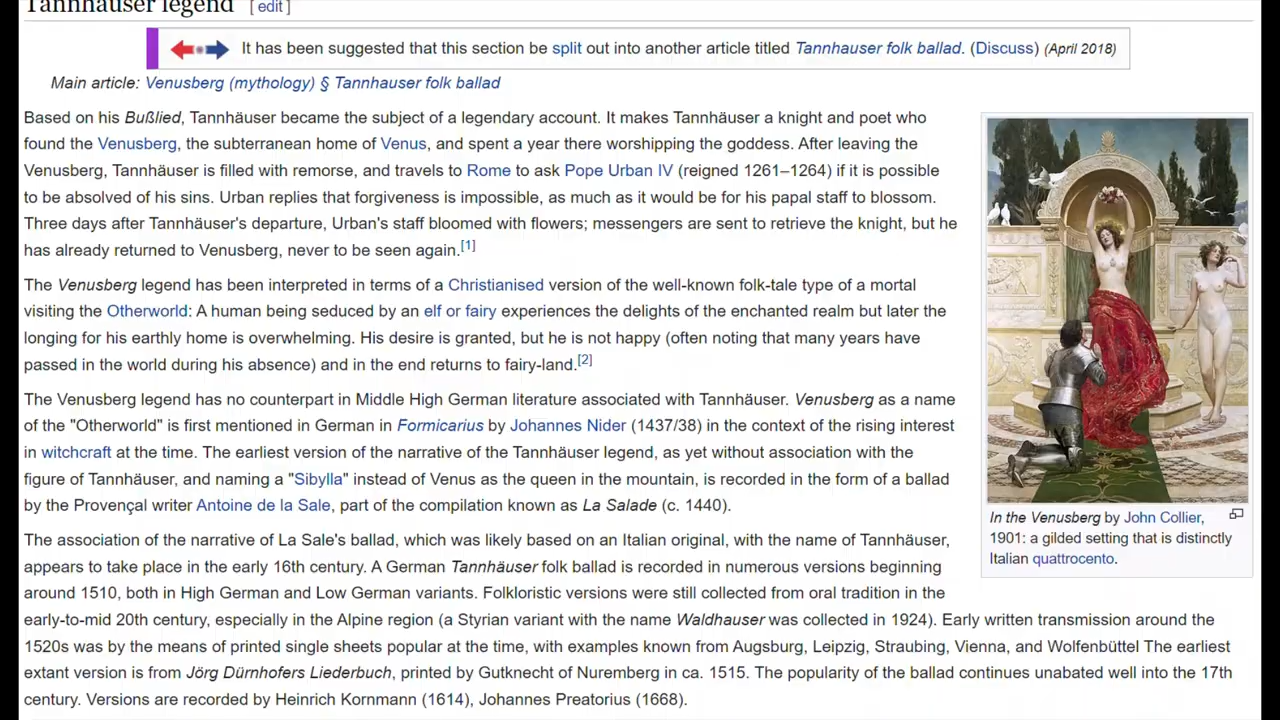 Tannhäuser legend [ edit ]
It has been suggested that this section be split out into another article titled Tannhauser folk ballad. (Discuss) (April 2018)
Main article: Venusberg (mythology) § Tannhauser folk ballad
Based on his Bußlied, Tannhäuser became the subject of a legendary account. It makes Tannhäuser a knight and poet who
found the Venusberg, the subterranean home of Venus, and spent a year there worshipping the goddess. After leaving the
Venusberg, Tannhäuser is filled with remorse, and travels to Rome to ask Pope Urban IV (reigned 1261–1264) if it is possible
to be absolved of his sins. Urban replies that forgiveness is impossible, as much as it would be for his papal staff to blossom.
Three days after Tannhäuser's departure, Urban's staff bloomed with flowers; messengers are sent to retrieve the knight, but he
has already returned to Venusberg, never to be seen again.[1]
The Venusberg legend has been interpreted in terms of a Christianised version of the well-known folk-tale type of a mortal
visiting the Otherworld: A human being seduced by an elf or fairy experiences the delights of the enchanted realm but later the
longing for his earthly home is overwhelming. His desire is granted, but he is not happy (often noting that many years have
passed in the world during his absence) and in the end returns to fairy-land.[2]
The Venusberg legend has no counterpart in Middle High German literature associated with Tannhäuser. Venusberg as a name
of the "Otherworld" is first mentioned in German in Formicarius by Johannes Nider (1437/38) in the context of the rising interest
in witchcraft at the time. The earliest version of the narrative of the Tannhäuser legend, as yet without association with the
figure of Tannhäuser, and naming a "Sibylla" instead of Venus as the queen in the mountain, is recorded in the form of a ballad
by the Provençal writer Antoine de la Sale, part of the compilation known as La Salade (c. 1440).
The association of the narrative of La Sale's ballad, which was likely based on an Italian original, with the name of Tannhäuser,
appears to take place in the early 16th century. A German Tannhäuser folk ballad is recorded in numerous versions beginning
around 1510, both in High German and Low German variants. Folkloristic versions were still collected from oral tradition in the
early-to-mid 20th century, especially in the Alpine region (a Styrian variant with the name Waldhauser was collected in 1924). Early written transmission around the
1520s was by the means of printed single sheets popular at the time, with examples known from Augsburg, Leipzig, Straubing, Vienna, and Wolfenbüttel The earliest
extant version is from Jörg Dürnhofers Liederbuch, printed by Gutknecht of Nuremberg in ca. 1515. The popularity of the ballad continues unabated well into the 17th
century. Versions are recorded by Heinrich Kornmann (1614), Johannes Preatorius (1668).
In the Venusberg by John Collier,
1901: a gilded setting that is distinctly
Italian quattrocento.